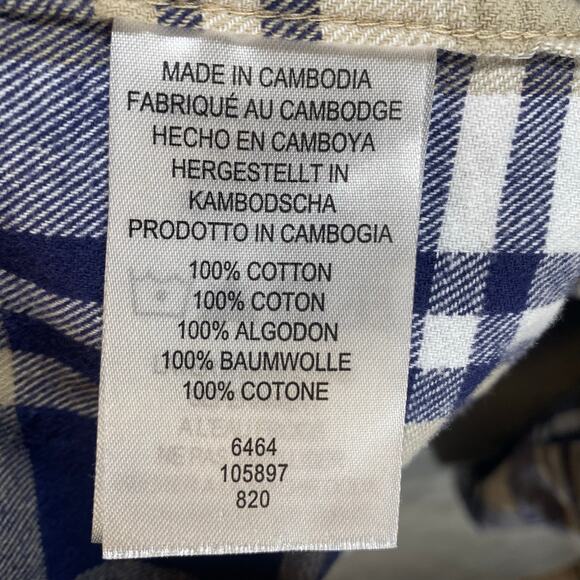 MADE IN CAMBODIA
FABRIQUÉ AU CAMBODGE
HECHO EN CAMBOYA
HERGESTELLT IN
KAMBODSCHA
PRODOTTO IN CAMBOGIA
100% COTTON
100% COTON
100% ALGODON
100% BAUMWOLLE
100% COTONE
6464
105897
820